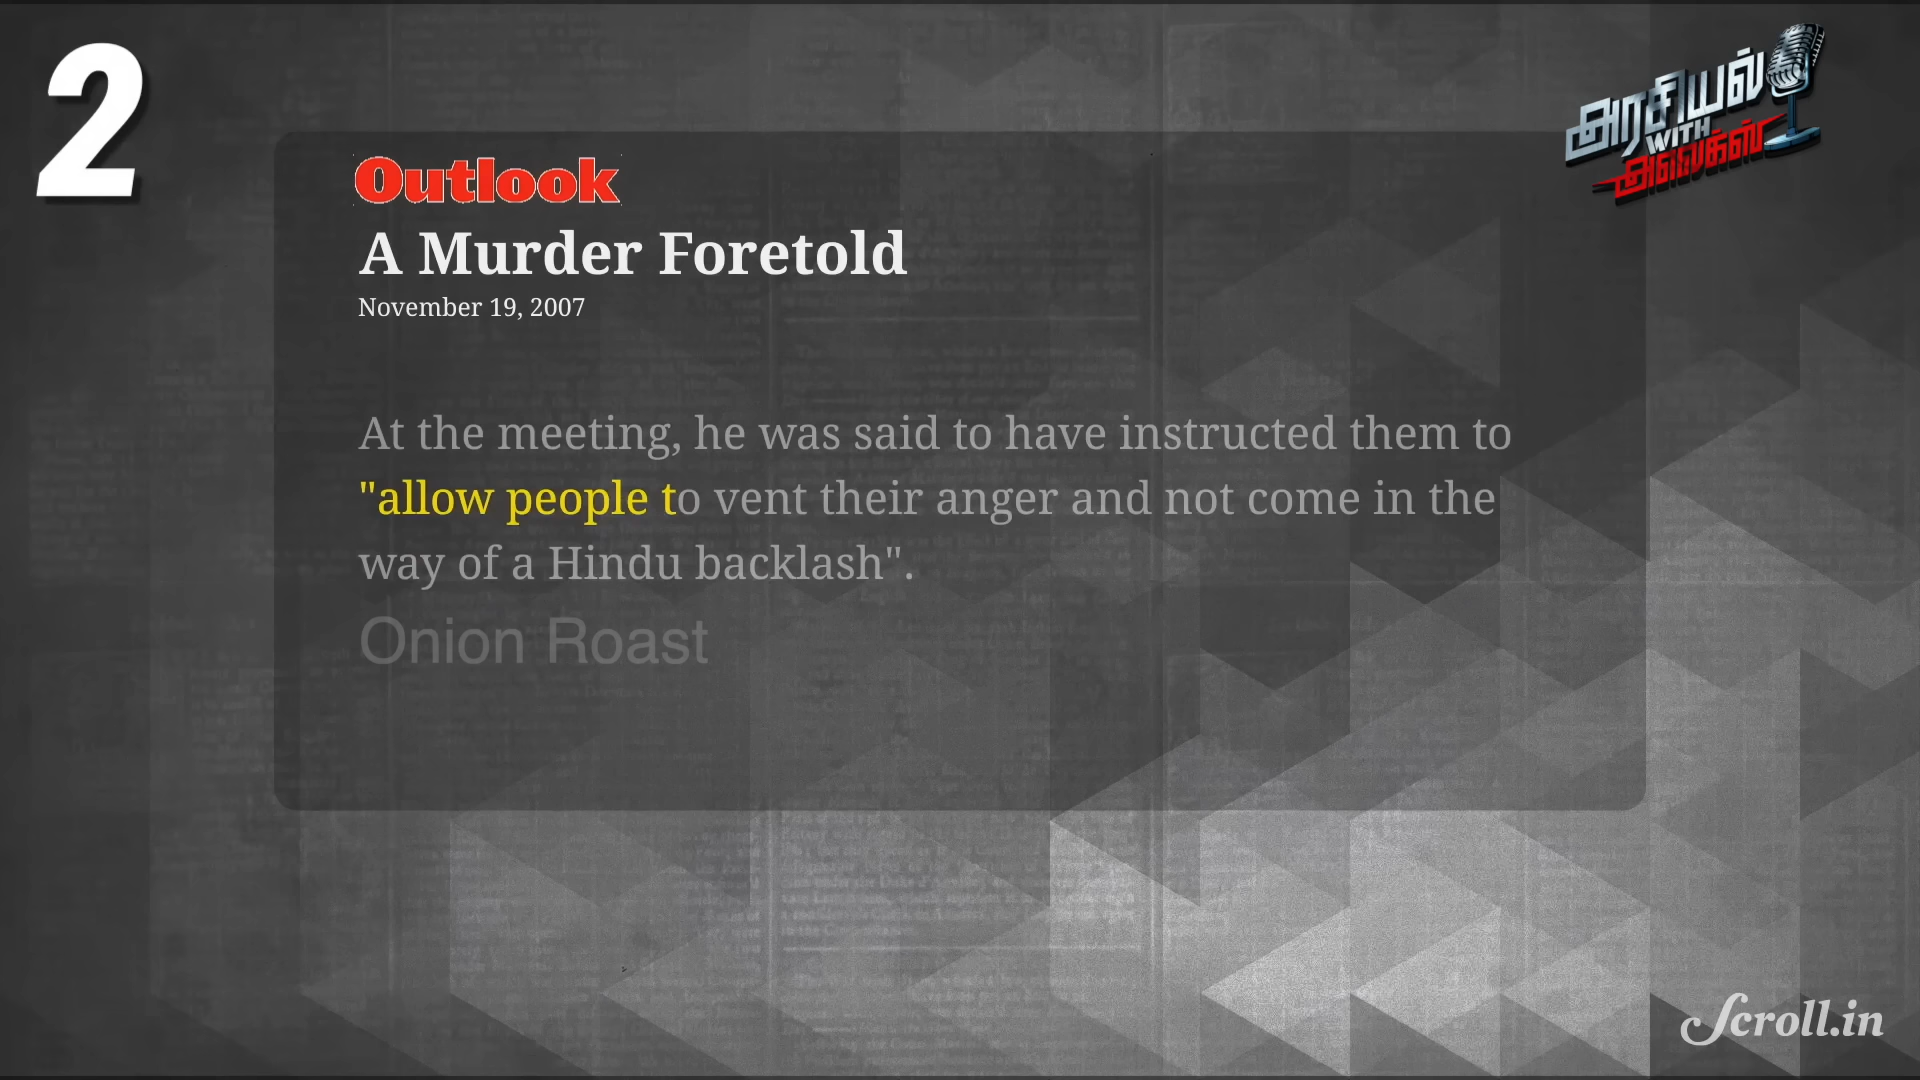 2
அரசியல்
WITH
அலெக்ஸ்
Outlook
A Murder Foretold
November 19, 2007
At the meeting, he was said to have instructed them to
"allow people to vent their anger and not come in the
way of a Hindu backlash".
Onion Roast
Scroll.in